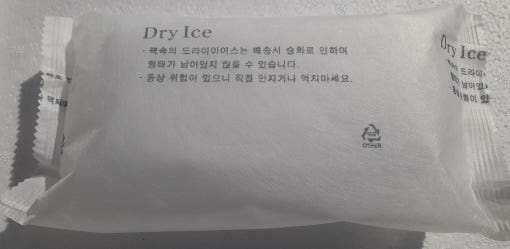 Dry Ice
· 팩속의 드라이아이스는 배송시 승화로 인하며
형태가 남아있지 않을 수 있습니다.
· 동상 위험이 있으니 직접 만지거나 먹지마세요.
OTHER
Dry Ice